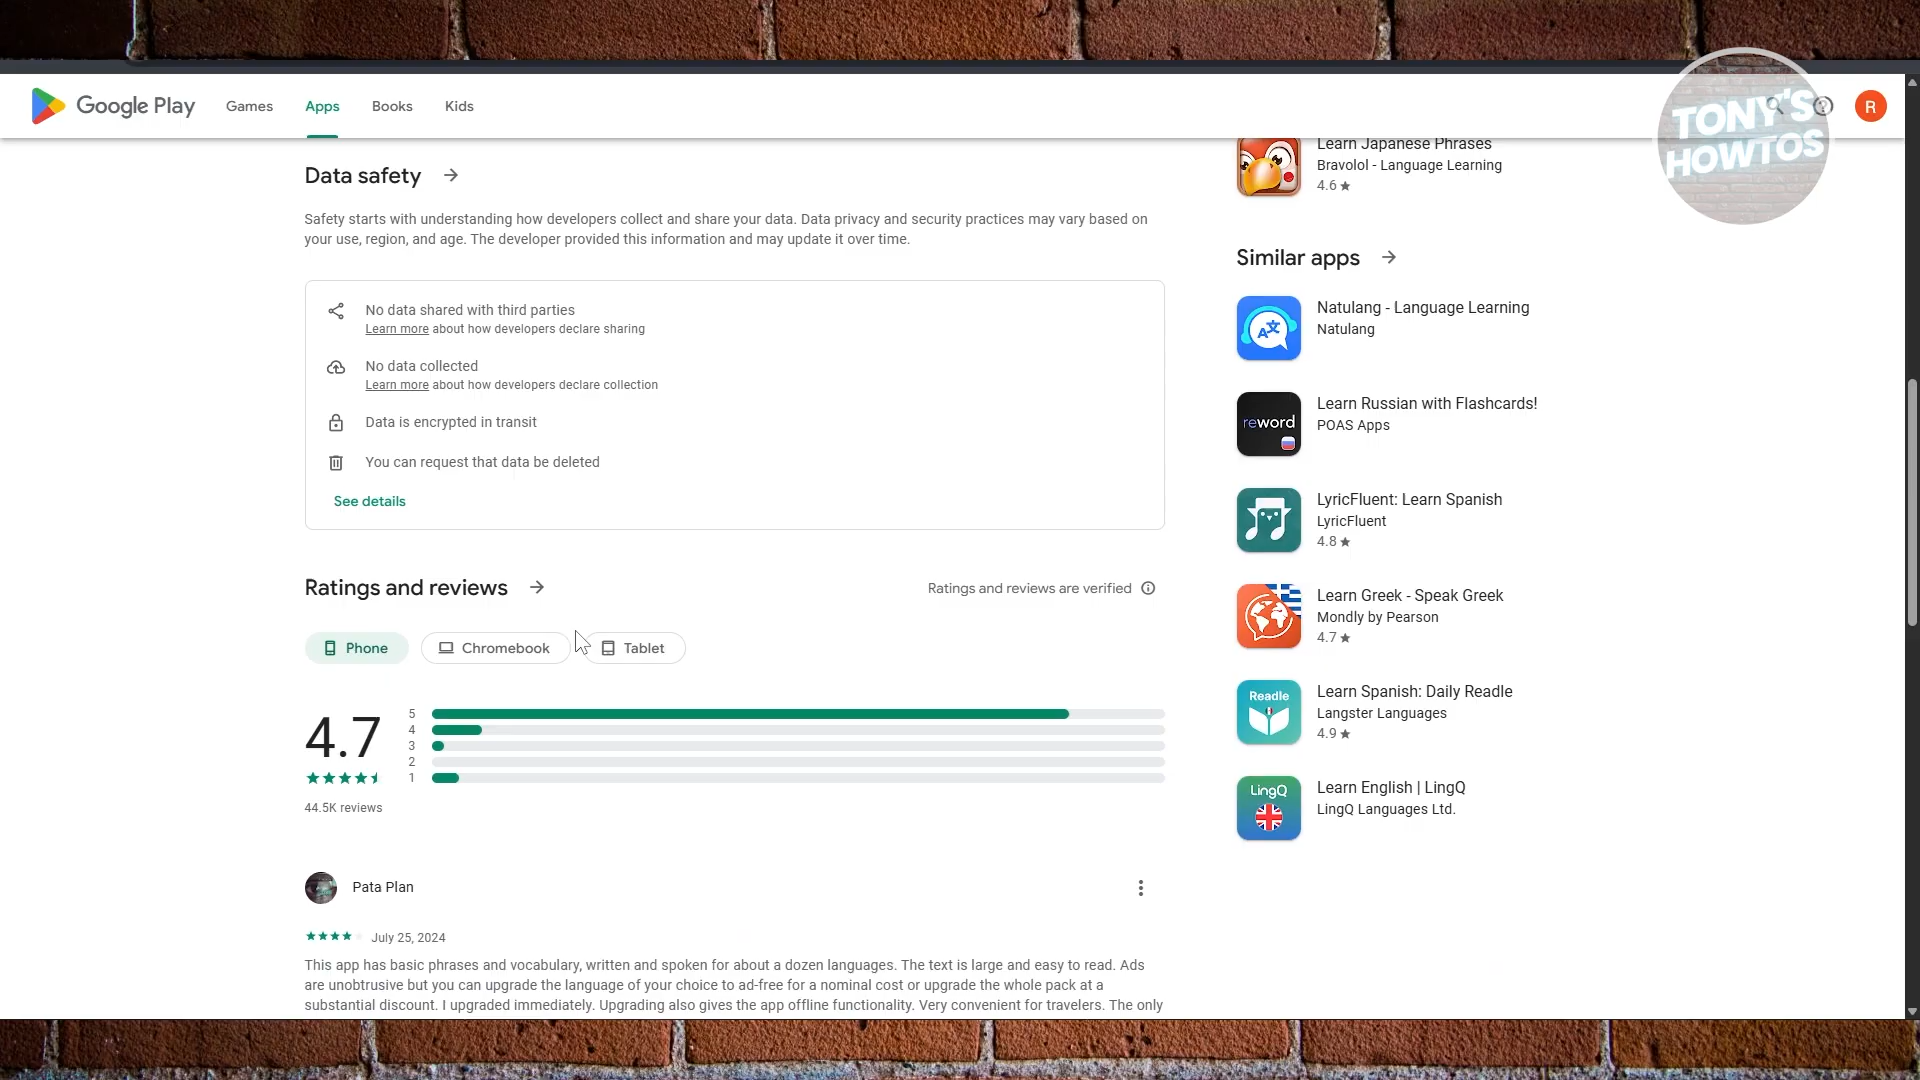 Google Play
Games
Apps
Books
Kids
R
TONY'S
HOWTOS
Data safety
Safety starts with understanding how developers collect and share your data. Data privacy and security practices may vary based on
your use, region, and age. The developer provided this information and may update it over time.
No data shared with third parties
Learn more about how developers declare sharing
No data collected
Learn more about how developers declare collection
Data is encrypted in transit
You can request that data be deleted
See details
Ratings and reviews
Ratings and reviews are verified
Phone
Chromebook
Tablet
4.7
5
4
3
2
1
44.5K reviews
Pata Plan
July 25, 2024
This app has basic phrases and vocabulary, written and spoken for about a dozen languages. The text is large and easy to read. Ads
are unobtrusive but you can upgrade the language of your choice to ad-free for a nominal cost or upgrade the whole pack at a
substantial discount. I upgraded immediately. Upgrading also gives the app offline functionality. Very convenient for travelers. The only
Learn Japanese Phrases
Bravolol - Language Learning
4.6
Similar apps
A文
Natulang - Language Learning
Natulang
reword
Learn Russian with Flashcards!
POAS Apps
LyricFluent: Learn Spanish
LyricFluent
4.8
Learn Greek - Speak Greek
Mondly by Pearson
4.7
Readle
Learn Spanish: Daily Readle
Langster Languages
4.9
LingQ
Learn English | LingQ
LingQ Languages Ltd.